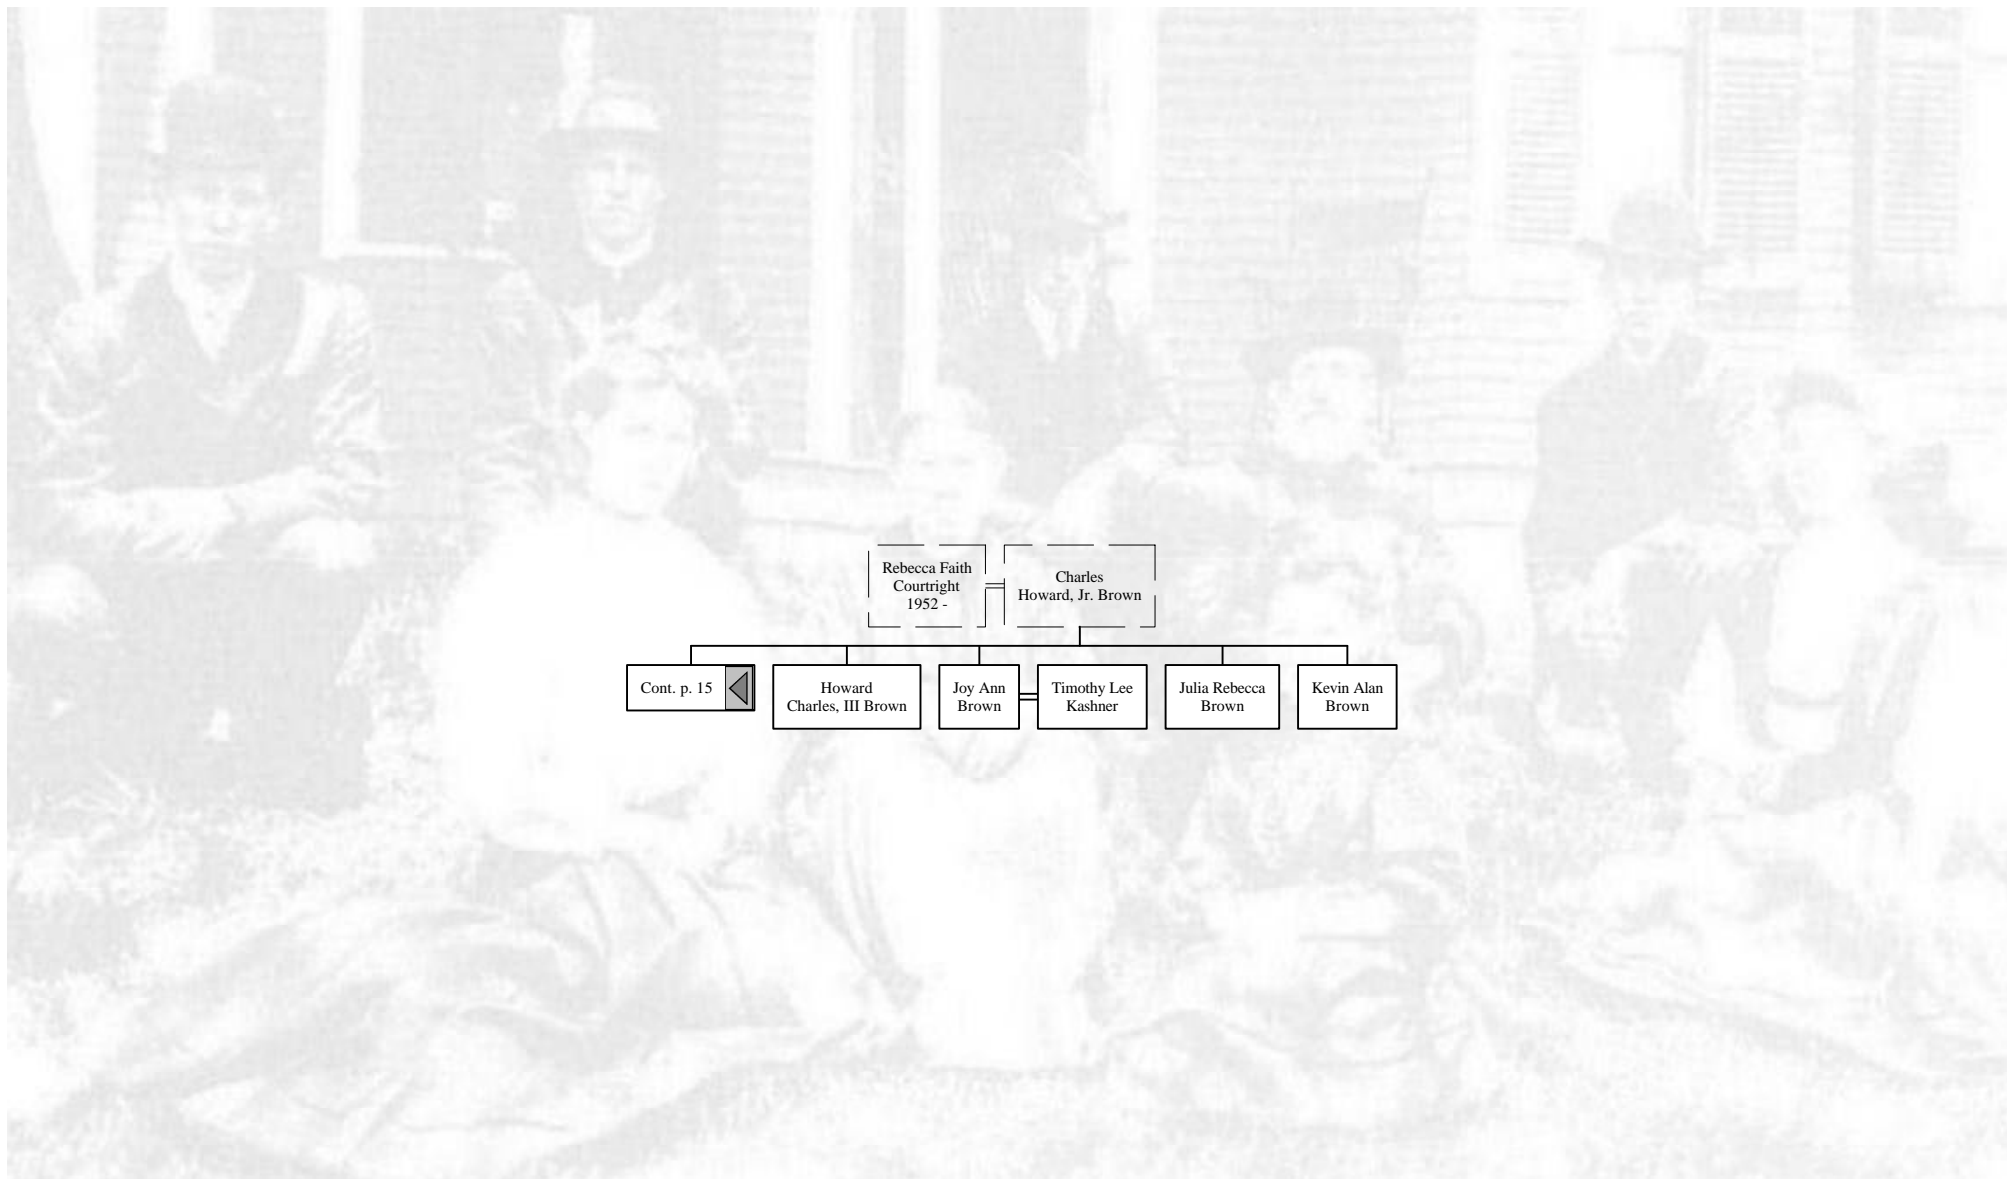 Rebecca Faith
Courtright
1952 -
Charles
Howard, Jr. Brown
Cont. p. 15
Howard
Charles, III Brown
Joy Ann
Brown
Timothy Lee
Kashner
Julia Rebecca
Brown
Kevin Alan
Brown